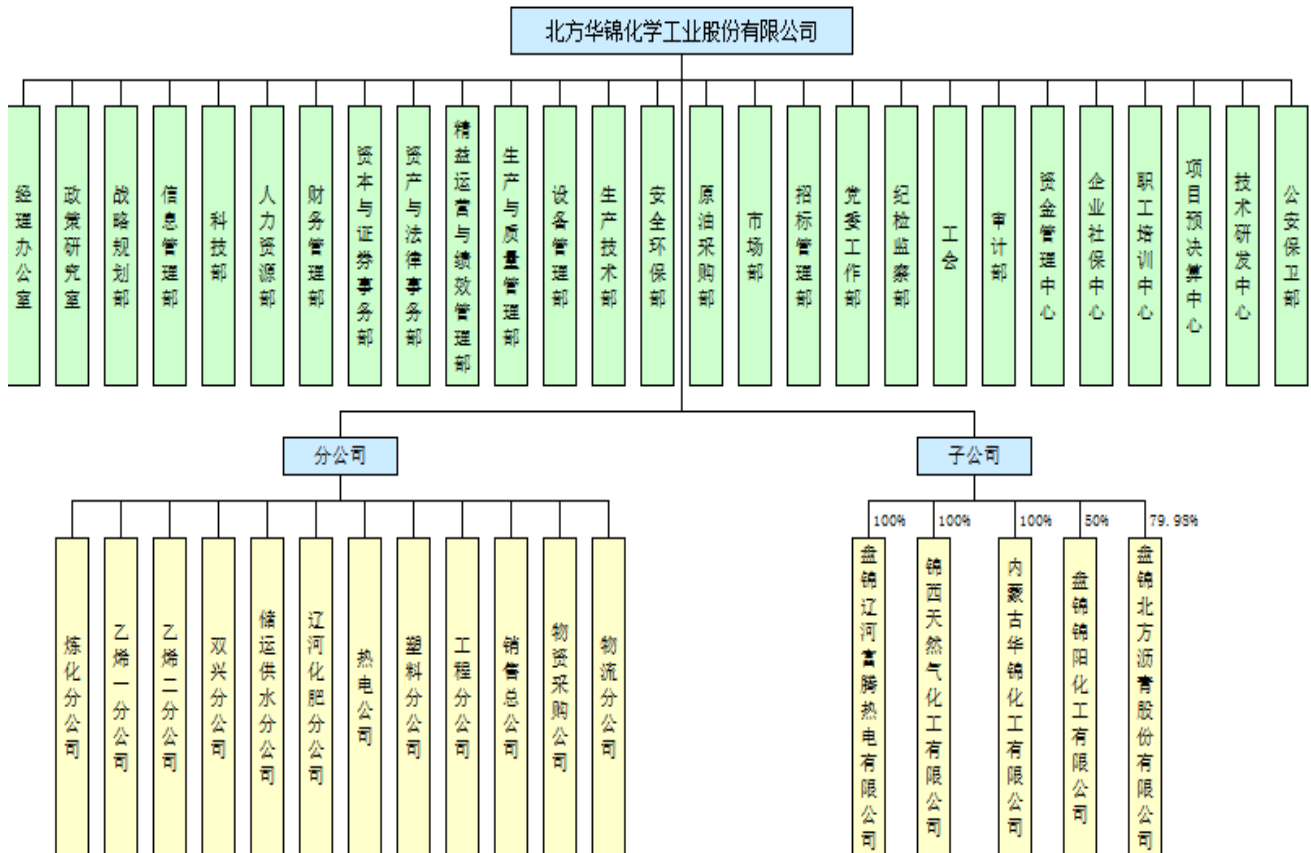 北方华锦化学工业股份有限公司
经理办公室
政策研究室
战略规划部
信息管理部
科技部
人力资源部
财务管理部
资本与证券事务部
资产与法律事务部
精益运营与绩效管理部
生产与质量管理部
设备管理部
生产技术部
安全环保部
原油采购部
市场部
招标管理部
党委工作部
纪检监察部
工会
审计部
资金管理中心
企业社保中心
职工培训中心
项目预决算中心
技术研发中心
公安保卫部
分公司
子公司
炼化分公司
乙烯一分公司
乙烯二分公司
双兴分公司
储运供水分公司
辽河化肥分公司
热电公司
塑料分公司
工程分公司
销售总公司
物资采购公司
物流分公司
100%
100%
100%
50%
79.98%
盘锦辽河富腾热电有限公司
锦西天然气化工有限公司
内蒙古华锦化工有限公司
盘锦锦阳化工有限公司
盘锦北方沥青股份有限公司